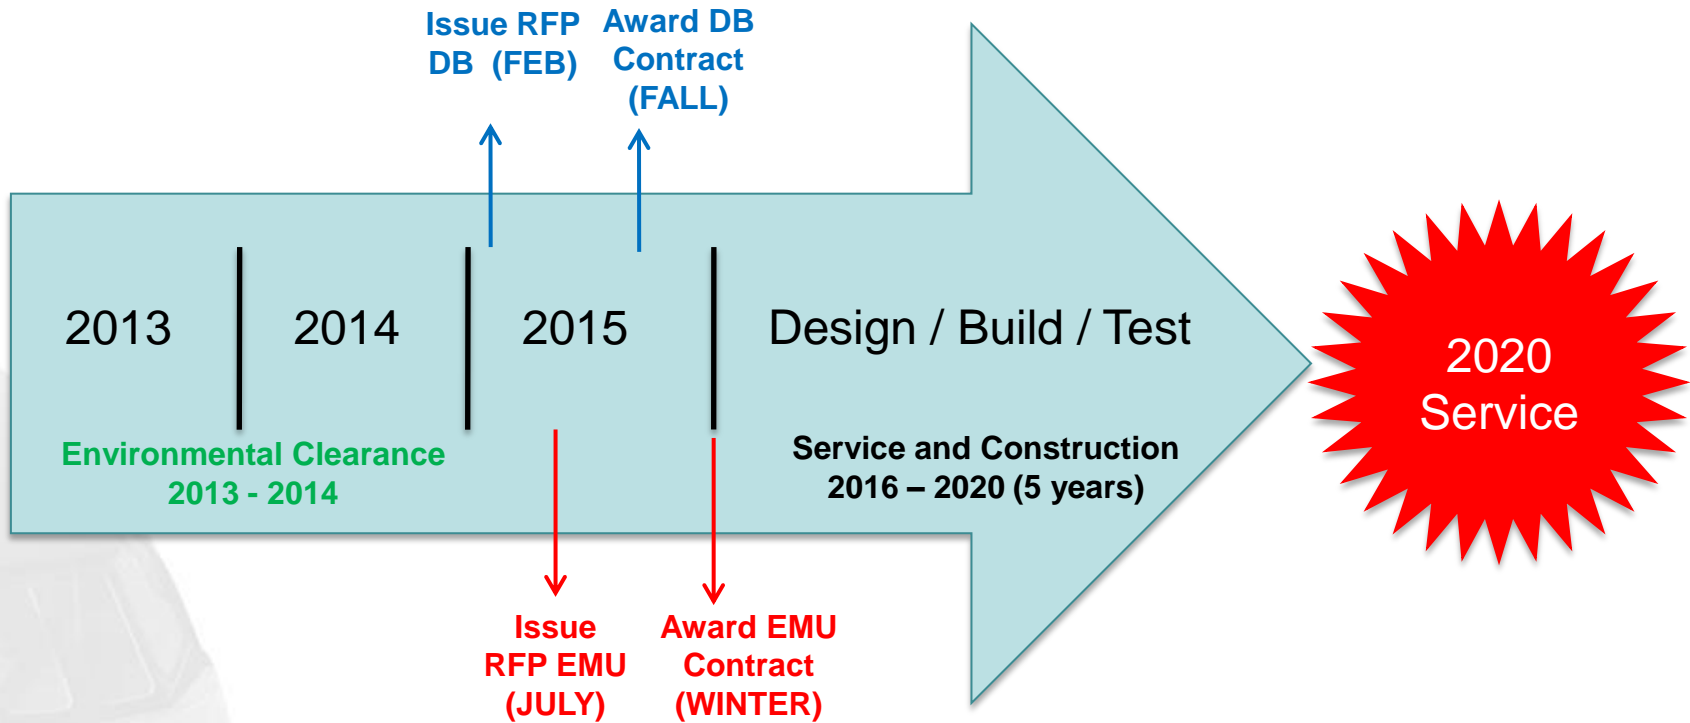 Issue RFP
DB (FEB)
Award DB
Contract
(FALL)
2013
2014
2015
Design / Build / Test
Environmental Clearance
2013 - 2014
Service and Construction
2016 – 2020 (5 years)
2020
Service
Issue
RFP EMU
(JULY)
Award EMU
Contract
(WINTER)